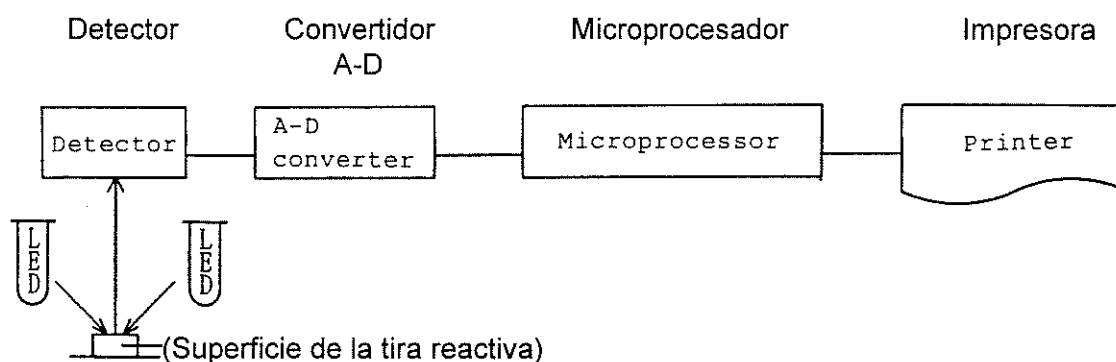 Detector
Convertidor
A-D
Microprocesador
Impresora
Detector
A-D
converter
Microprocessor
Printer
LED
LED
(Superficie de la tira reactiva)